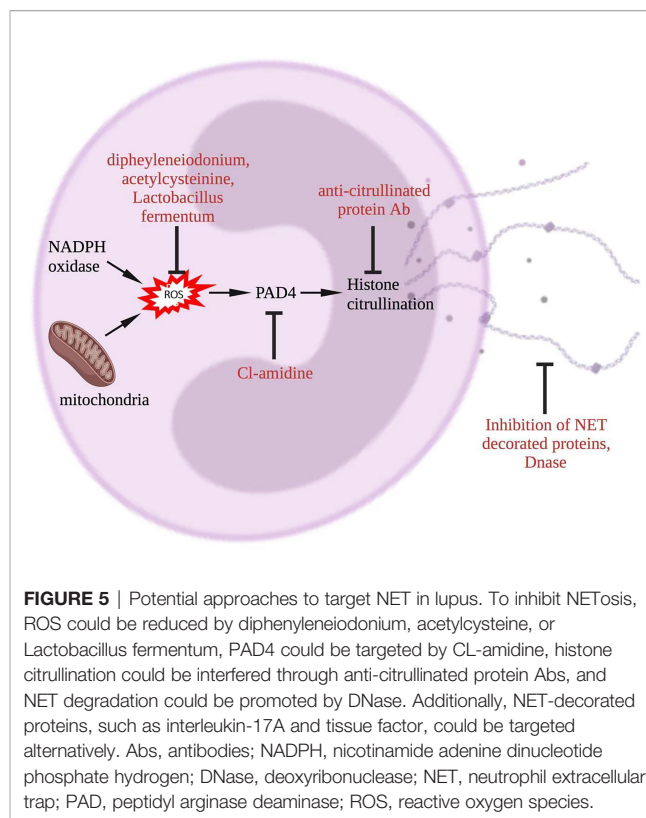 dipheyleneiodonium,
acetylcysteinine,
Lactobacillus
fermentum
anti-citrullinated
protein Ab
NADPH
oxidase
ROS
PAD4
Histone
citrullination
mitochondria
Cl-amidine
Inhibition of NET
decorated proteins,
Dnase
FIGURE 5 | Potential approaches to target NET in lupus. To inhibit NETosis,
ROS could be reduced by diphenyleneiodonium, acetylcysteine, or
Lactobacillus fermentum, PAD4 could be targeted by CL-amidine, histone
citrullination could be interfered through anti-citrullinated protein Abs, and
NET degradation could be promoted by DNase. Additionally, NET-decorated
proteins, such as interleukin-17A and tissue factor, could be targeted
alternatively. Abs, antibodies; NADPH, nicotinamide adenine dinucleotide
phosphate hydrogen; DNase, deoxyribonuclease; NET, neutrophil extracellular
trap; PAD, peptidyl arginase deaminase; ROS, reactive oxygen species.